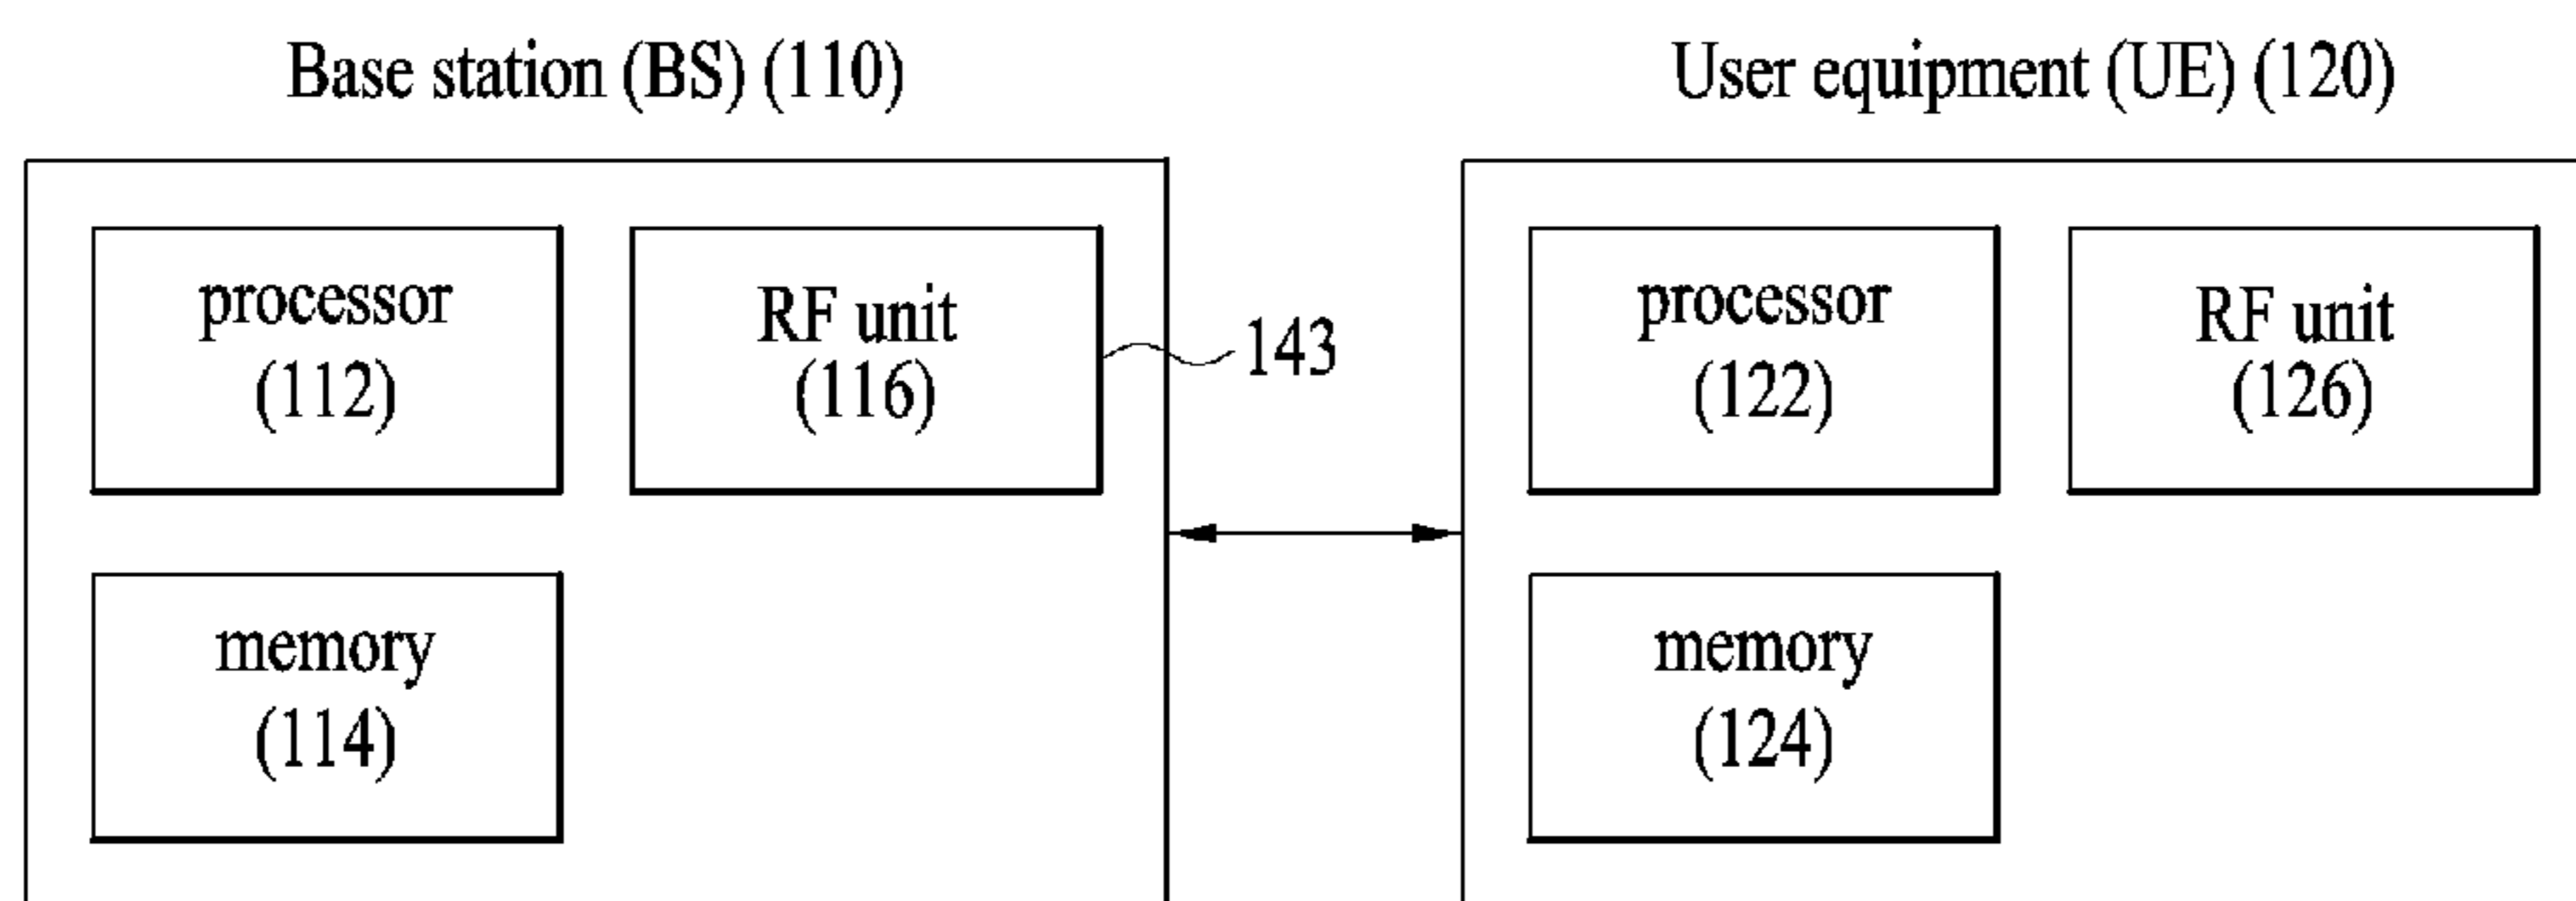 Base station (BS) (110)
processor
(112)
RF unit
(116)
143
memory
(114)
User equipment (UE) (120)
processor
(122)
RF unit
(126)
memory
(124)